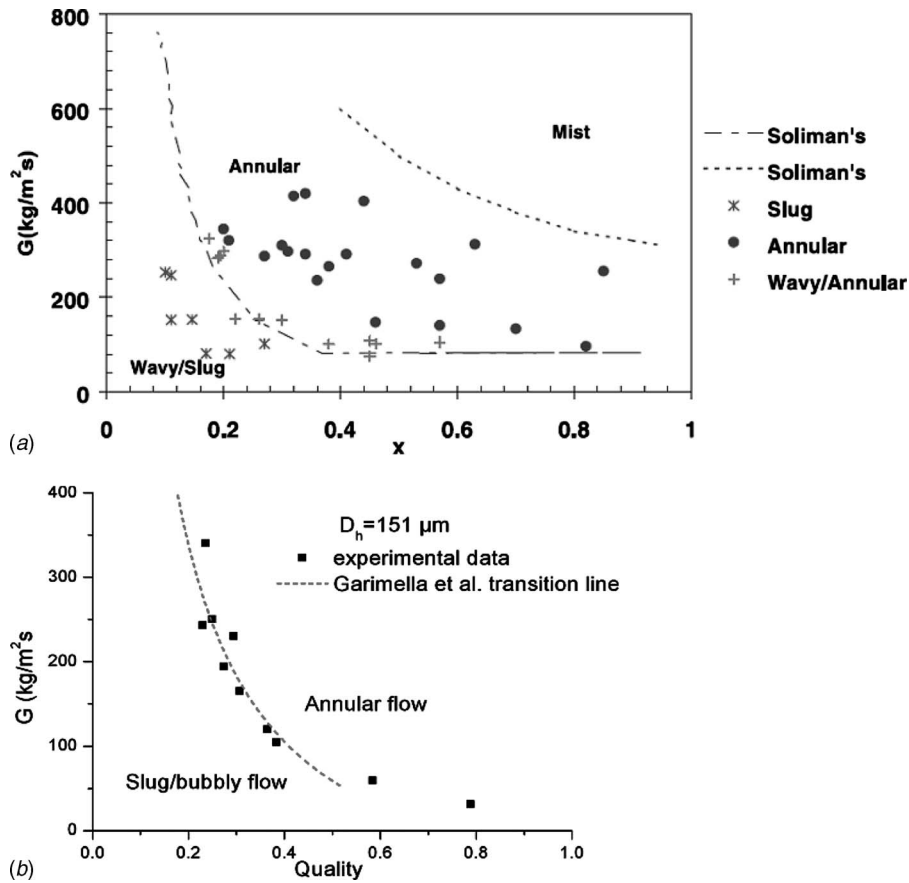 800
600
400
200
0
G(kg/m²s)
0
0.2
0.4
0.6
0.8
1
x
Annular
Mist
Wavy/Slug
Soliman's
Soliman's
Slug
Annular
Wavy/Annular
(a)
400
300
200
100
0
G (kg/m²s)
D_h=151 µm
experimental data
Garimella et al. transition line
Annular flow
Slug/bubbly flow
0.0
0.2
0.4
0.6
0.8
1.0
Quality
(b)